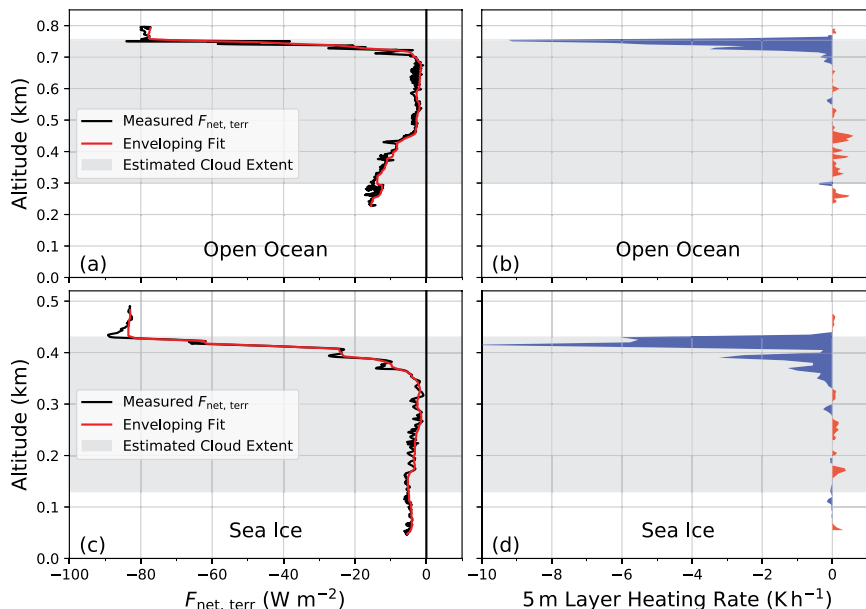 0.8
0.7
0.6
0.5
0.4
0.3
0.2
0.1
0.0
Altitude (km)
Measured F_net, terr
Enveloping Fit
Estimated Cloud Extent
(a)
Open Ocean
(b)
Open Ocean
0.5
0.4
0.3
0.2
0.1
0.0
Altitude (km)
Measured F_net, terr
Enveloping Fit
Estimated Cloud Extent
(c)
Sea Ice
(d)
Sea Ice
−100 −80 −60 −40 −20 0
F_net, terr (W m⁻²)
−10 −8 −6 −4 −2 0
5 m Layer Heating Rate (K h⁻¹)